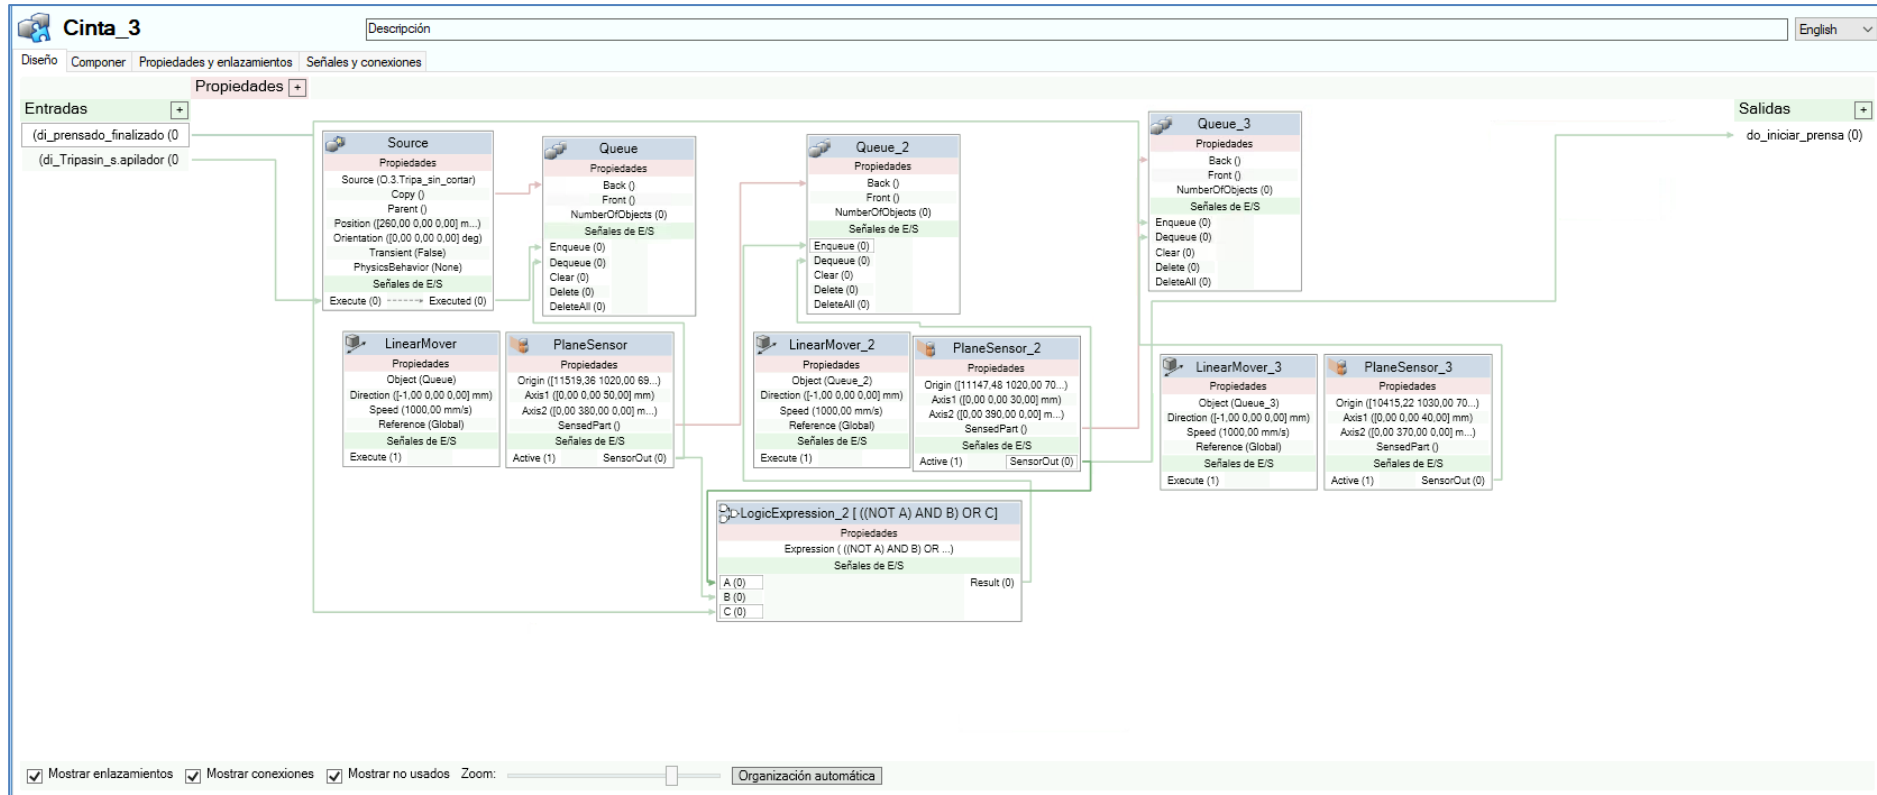 Cinta_3
Descripción
English
Diseño
Componer
Propiedades y enlazamientos
Señales y conexiones
Propiedades +
Entradas +
(di_prensado_finalizado (0
(di_Tripasin_s.apilador (0
Salidas +
do_iniciar_prensa (0)
Source
Propiedades
Source (O.3.Tripa_sin_cortar)
Copy ()
Parent ()
Position ([260,00 0,00 0,00] m...)
Orientation ([0,00 0,00 0,00] deg)
Transient (False)
PhysicsBehavior (None)
Señales de E/S
Execute (0) Executed (0)
Queue
Propiedades
Back ()
Front ()
NumberOfObjects (0)
Señales de E/S
Enqueue (0)
Dequeue (0)
Clear (0)
Delete (0)
DeleteAll (0)
Queue_2
Propiedades
Back ()
Front ()
NumberOfObjects (0)
Señales de E/S
Enqueue (0)
Dequeue (0)
Clear (0)
Delete (0)
DeleteAll (0)
Queue_3
Propiedades
Back ()
Front ()
NumberOfObjects (0)
Señales de E/S
Enqueue (0)
Dequeue (0)
Clear (0)
Delete (0)
DeleteAll (0)
LinearMover
Propiedades
Object (Queue)
Direction ([-1,00 0,00 0,00] mm)
Speed (1000,00 mm/s)
Reference (Global)
Señales de E/S
Execute (1)
PlaneSensor
Propiedades
Origin ([11519,36 1020,00 69...)
Axis1 ([0,00 0,00 50,00] mm)
Axis2 ([0,00 380,00 0,00] m...)
SensedPart ()
Señales de E/S
Active (1) SensorOut (0)
LinearMover_2
Propiedades
Object (Queue_2)
Direction ([-1,00 0,00 0,00] mm)
Speed (1000,00 mm/s)
Reference (Global)
Señales de E/S
Execute (1)
PlaneSensor_2
Propiedades
Origin ([11147,48 1020,00 70...)
Axis1 ([0,00 0,00 30,00] mm)
Axis2 ([0,00 390,00 0,00] m...)
SensedPart ()
Señales de E/S
Active (1) SensorOut (0)
LinearMover_3
Propiedades
Object (Queue_3)
Direction ([-1,00 0,00 0,00] mm)
Speed (1000,00 mm/s)
Reference (Global)
Señales de E/S
Execute (1)
PlaneSensor_3
Propiedades
Origin ([10415,22 1030,00 70...)
Axis1 ([0,00 0,00 40,00] mm)
Axis2 ([0,00 370,00 0,00] m...)
SensedPart ()
Señales de E/S
Active (1) SensorOut (0)
LogicExpression_2 [ ((NOT A) AND B) OR C]
Propiedades
Expression ( ((NOT A) AND B) OR ...)
Señales de E/S
A (0) Result (0)
B (0)
C (0)
Mostrar enlazamientos
Mostrar conexiones
Mostrar no usados
Zoom:
Organización automática